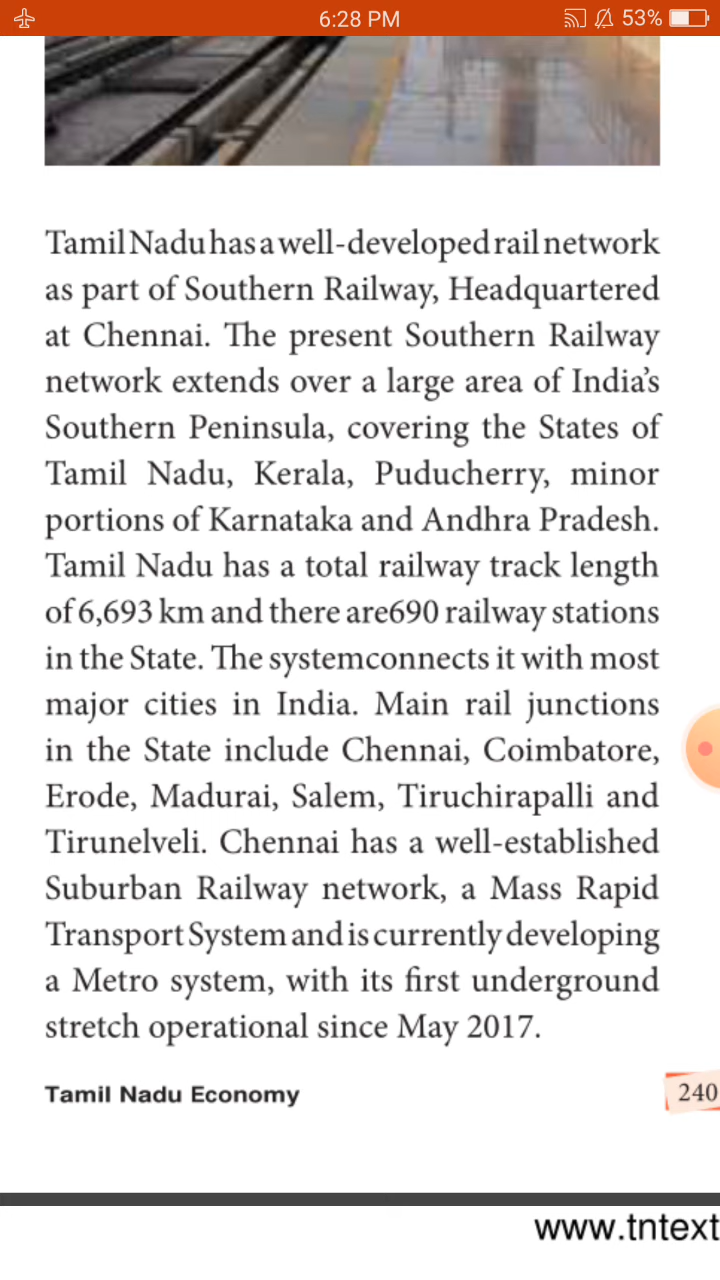 6:28 PM
53%
Tamil Nadu has a well-developed rail network
as part of Southern Railway, Headquartered
at Chennai. The present Southern Railway
network extends over a large area of India's
Southern Peninsula, covering the States of
Tamil Nadu, Kerala, Puducherry, minor
portions of Karnataka and Andhra Pradesh.
Tamil Nadu has a total railway track length
of 6,693 km and there are690 railway stations
in the State. The systemconnects it with most
major cities in India. Main rail junctions
in the State include Chennai, Coimbatore,
Erode, Madurai, Salem, Tiruchirapalli and
Tirunelveli. Chennai has a well-established
Suburban Railway network, a Mass Rapid
Transport System and is currently developing
a Metro system, with its first underground
stretch operational since May 2017.
Tamil Nadu Economy
240
www.tntext